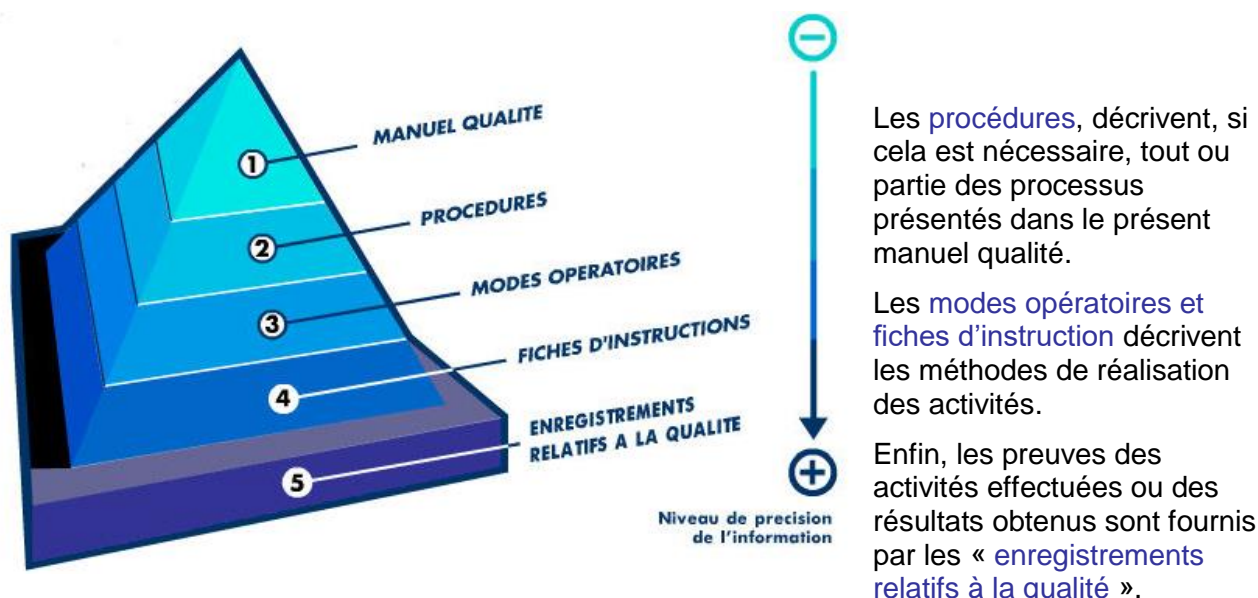 1
MANUEL QUALITE
2
PROCEDURES
3
MODES OPERATOIRES
4
FICHES D'INSTRUCTIONS
5
ENREGISTREMENTS
RELATIFS A LA QUALITE
Niveau de precision
de l'information
Les procédures, décrivent, si
cela est nécessaire, tout ou
partie des processus
présentés dans le présent
manuel qualité.
Les modes opératoires et
fiches d’instruction décrivent
les méthodes de réalisation
des activités.
Enfin, les preuves des
activités effectuées ou des
résultats obtenus sont fournis
par les « enregistrements
relatifs à la qualité ».